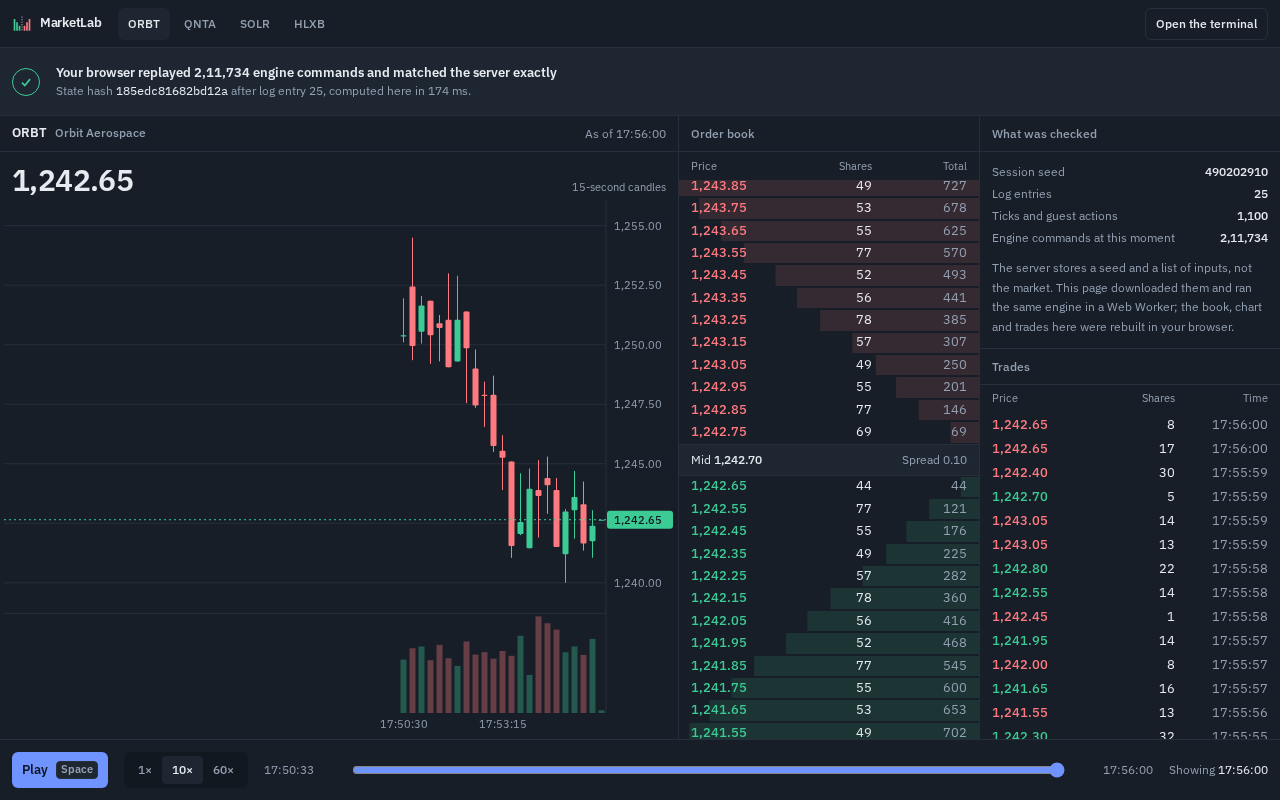 MarketLab ORBT QNTA SOLR HLXB Open the terminal
Your browser replayed 2,11,734 engine commands and matched the server exactly
State hash 185edc81682bd12a after log entry 25, computed here in 174 ms.
ORBT Orbit Aerospace As of 17:56:00
1,242.65
15-second candles
1,255.00
1,252.50
1,250.00
1,247.50
1,245.00
1,242.65
1,240.00
17:50:30 17:53:15
Order book
Price Shares Total
1,243.85 49 727
1,243.75 53 678
1,243.65 55 625
1,243.55 77 570
1,243.45 52 493
1,243.35 56 441
1,243.25 78 385
1,243.15 57 307
1,243.05 49 250
1,242.95 55 201
1,242.85 77 146
1,242.75 69 69
Mid 1,242.70 Spread 0.10
1,242.65 44 44
1,242.55 77 121
1,242.45 55 176
1,242.35 49 225
1,242.25 57 282
1,242.15 78 360
1,242.05 56 416
1,241.95 52 468
1,241.85 77 545
1,241.75 55 600
1,241.65 53 653
1,241.55 49 702
What was checked
Session seed 490202910
Log entries 25
Ticks and guest actions 1,100
Engine commands at this moment 2,11,734
The server stores a seed and a list of inputs, not
the market. This page downloaded them and ran
the same engine in a Web Worker; the book, chart
and trades here were rebuilt in your browser.
Trades
Price Shares Time
1,242.65 8 17:56:00
1,242.65 17 17:56:00
1,242.40 30 17:55:59
1,242.70 5 17:55:59
1,243.05 14 17:55:59
1,243.05 13 17:55:59
1,242.80 22 17:55:58
1,242.55 14 17:55:58
1,242.45 1 17:55:58
1,241.95 14 17:55:57
1,242.00 8 17:55:57
1,241.65 16 17:55:57
1,241.55 13 17:55:56
1,242.30 32 17:55:55
Play Space 1× 10× 60× 17:50:33 17:56:00 Showing 17:56:00